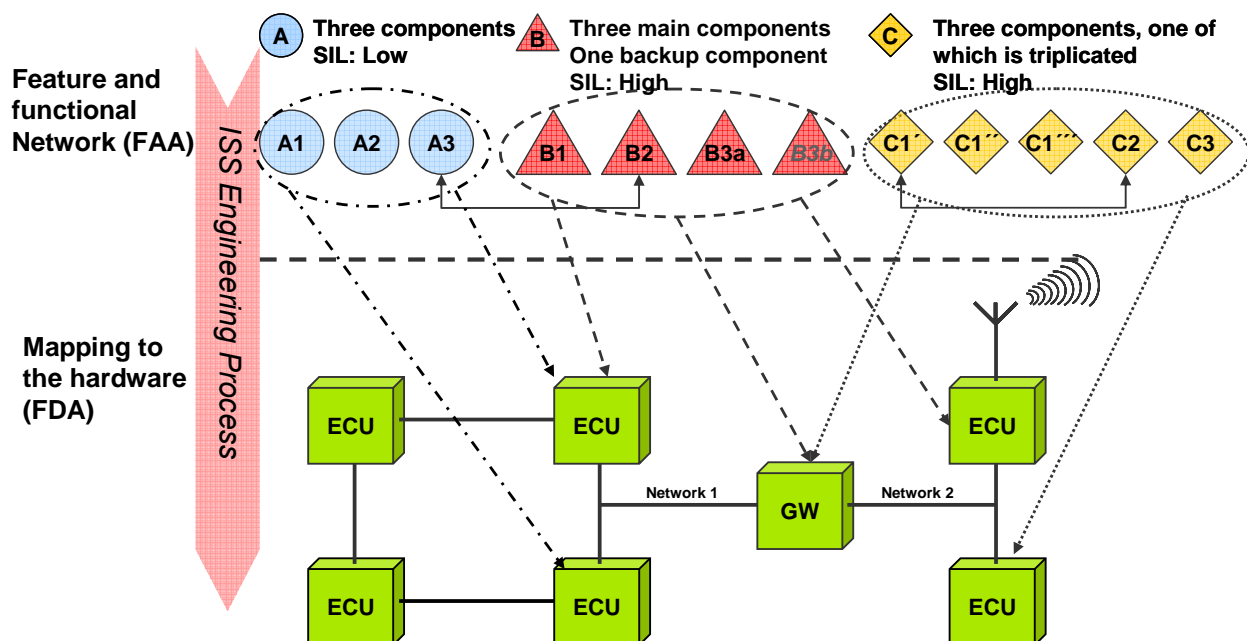 A
Three components
SIL: Low
B
Three main components
One backup component
SIL: High
C
Three components, one of
which is triplicated
SIL: High
Feature and
functional
Network (FAA)
ISS Engineering Process
A1
A2
A3
B1
B2
B3a
B3b
C1´
C1´´
C1´´´
C2
C3
Mapping to
the hardware
(FDA)
ECU
ECU
ECU
Network 1
GW
Network 2
ECU
ECU
ECU